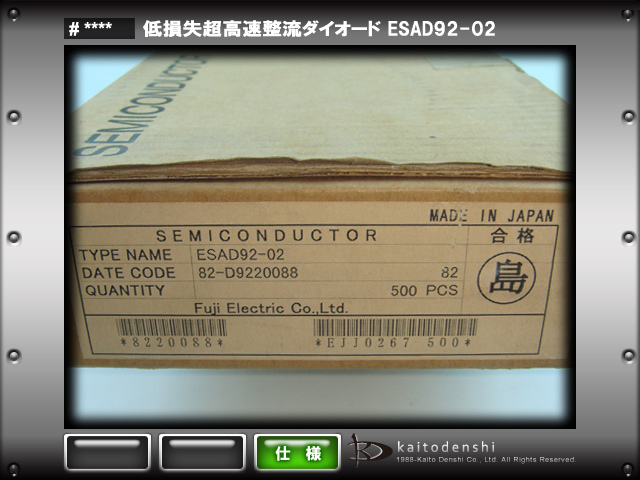 # **** 低損失超高速整流ダイオード ESAD92-02
SEMICONDUCTOR
MADE IN JAPAN
SEMICONDUCTOR 合格
TYPE NAME ESAD92-02
DATE CODE 82-D9220088 82
QUANTITY 500 PCS
島
Fuji Electric Co.,Ltd.
*8220088* *EJJ0267 500*
仕様
kaitodenshi
1988-Kaito Denshi Co., Ltd. All Rights Reserved.